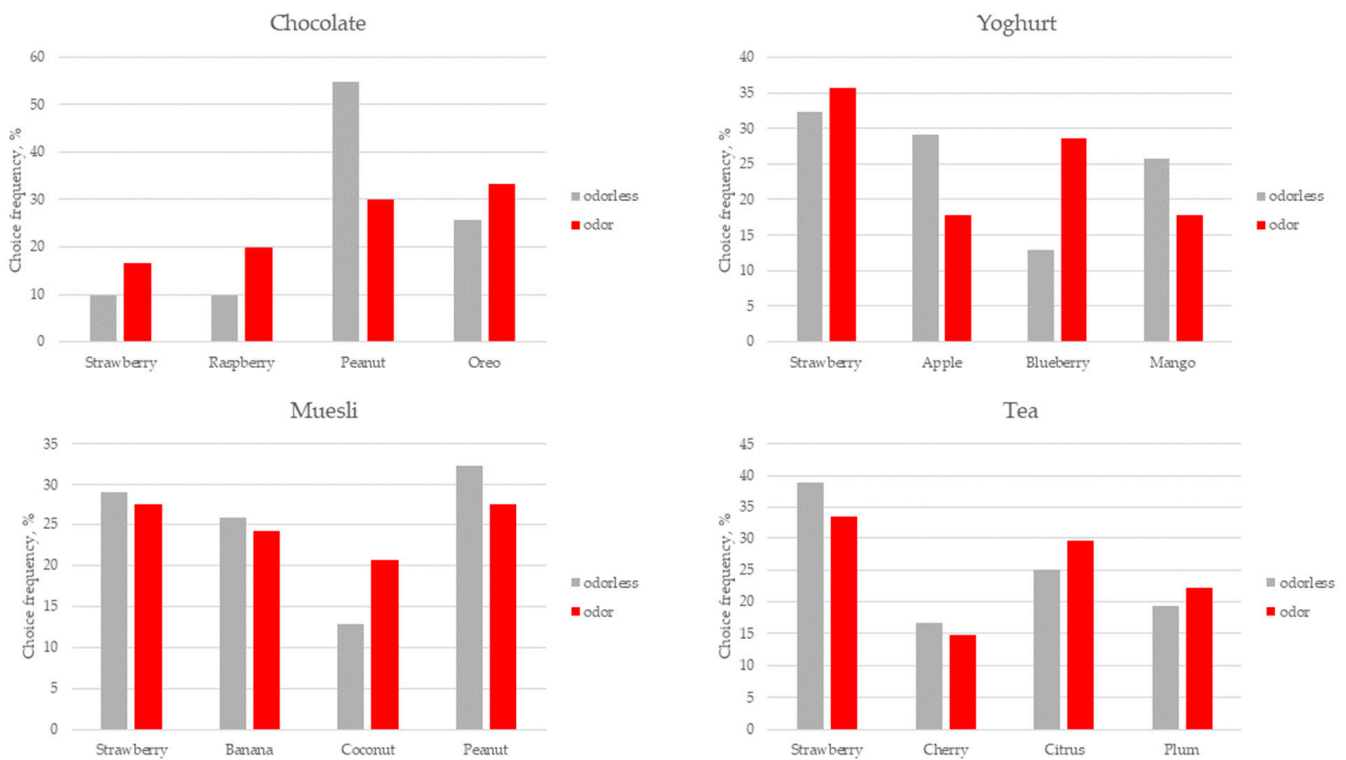 Chocolate
Choice frequency, %
60
50
40
30
20
10
0
Strawberry Raspberry Peanut Oreo
odorless
odor
Yoghurt
Choice frequency, %
40
35
30
25
20
15
10
5
0
Strawberry Apple Blueberry Mango
odorless
odor
Muesli
Choice frequency, %
35
30
25
20
15
10
5
0
Strawberry Banana Coconut Peanut
odorless
odor
Tea
Choice frequency, %
45
40
35
30
25
20
15
10
5
0
Strawberry Cherry Citrus Plum
odorless
odor